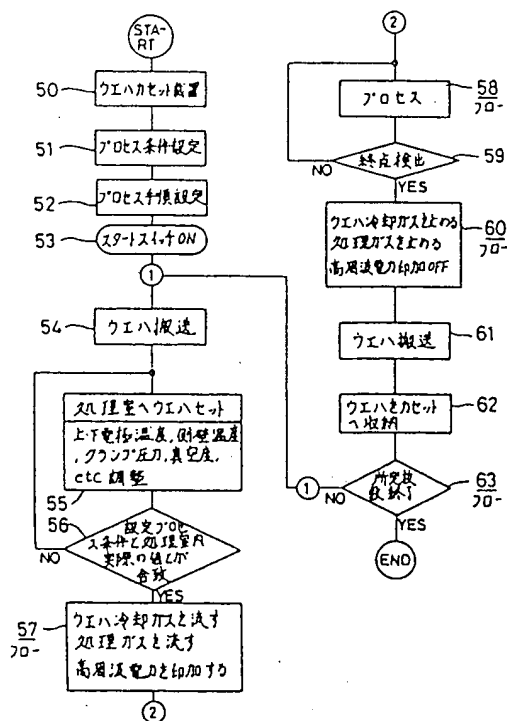 STA-
RT
50
ウエハカセット載置
51
プロセス条件設定
52
プロセス手順設定
53
スタートスイッチON
1
54
ウエハ搬送
処理室へウエハセット
上下電極温度,側壁温度
,クランプ圧力,真空度,
etc 調整
55
56
設定プロセ
ス条件と処理室内
実際の値とが
合致
NO
YES
57
フロー
ウエハ冷却ガスを流す
処理ガスを流す
高周波電力を印加する
2
2
プロセス
58
フロー
終点検出
59
NO
YES
ウエハ冷却ガスを止める
処理ガスを止める
高周波電力印加OFF
60
フロー
ウエハ搬送
61
ウエハをカセット
へ収納
62
1
NO
所定枚
数終了
63
フロー
YES
END